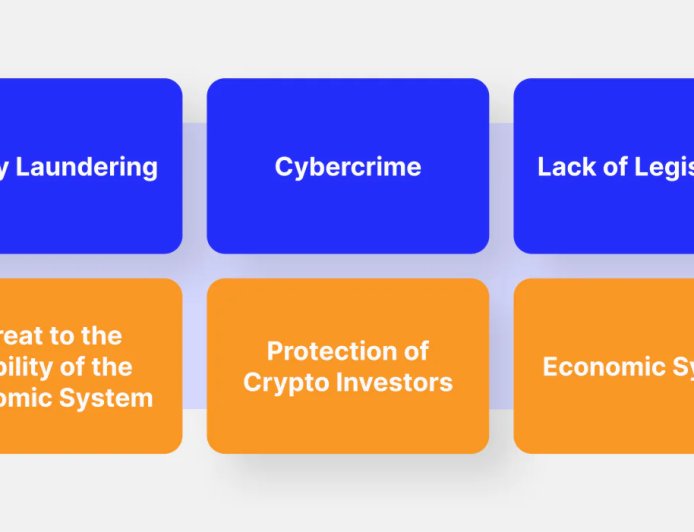 y Laundering
Cybercrime
Lack of Legis
reat to the
bility of the
omic System
Protection of
Crypto Investors
Economic Sy